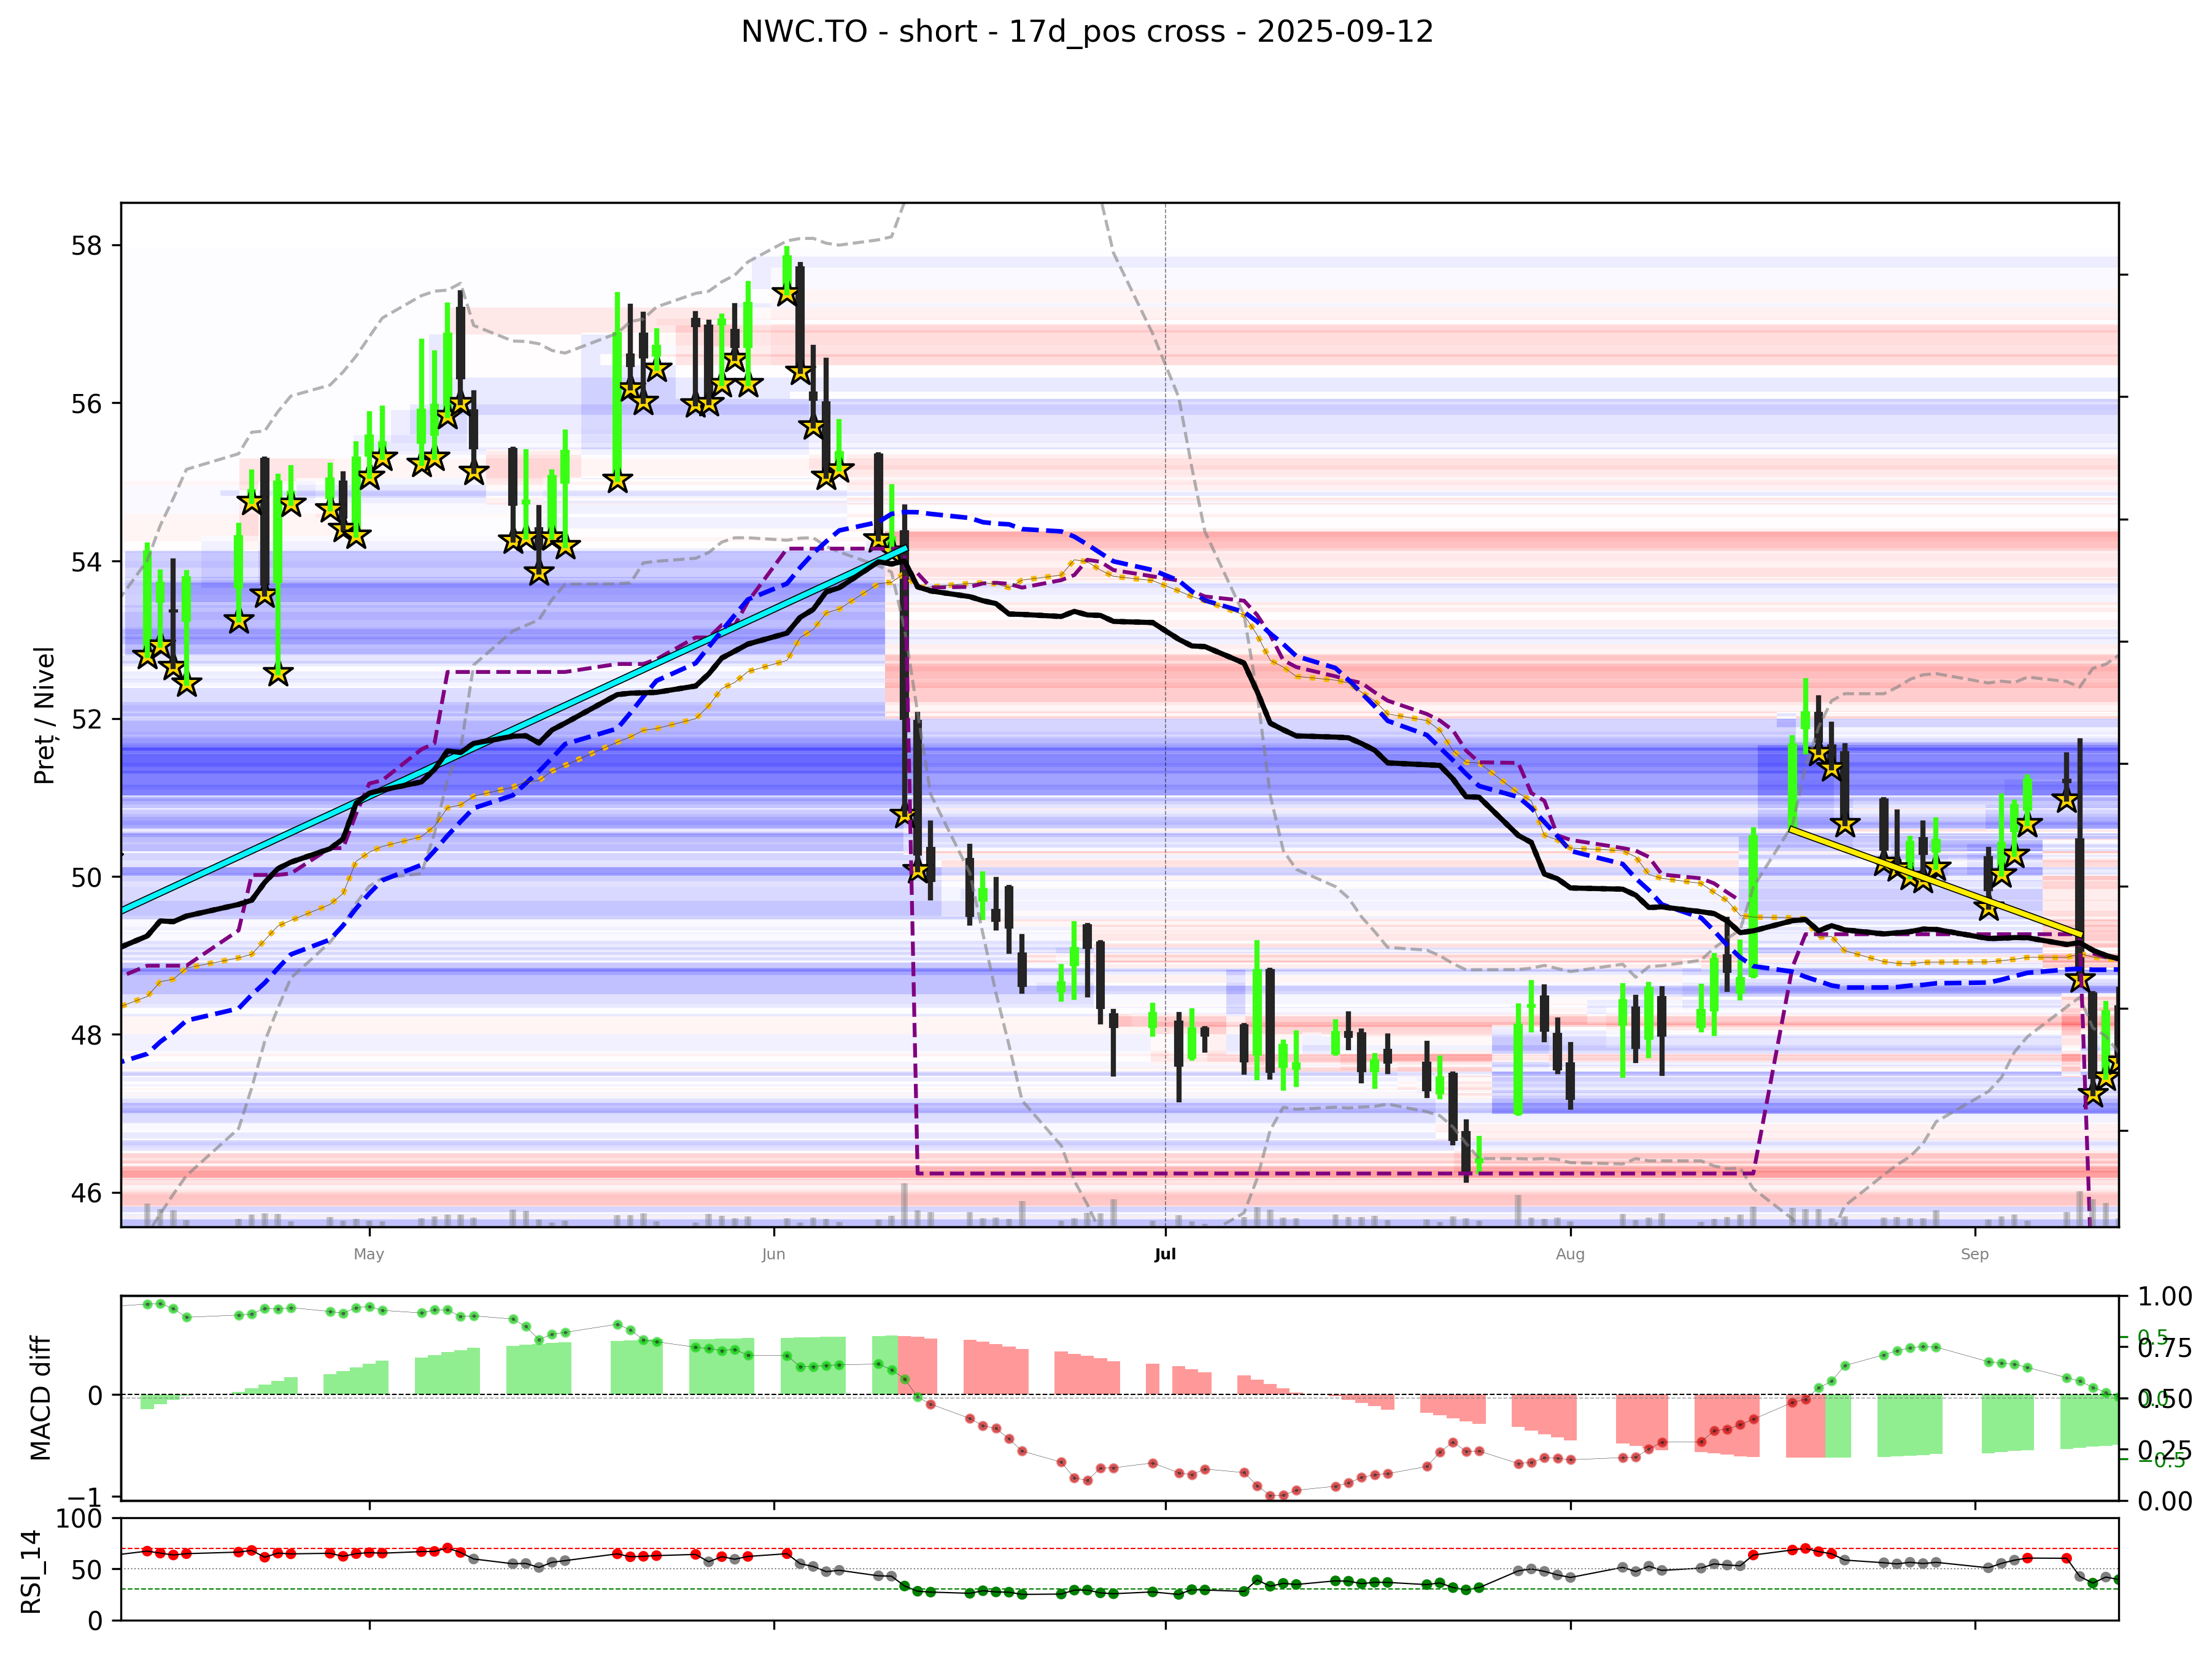 NWC.TO - short - 17d_pos cross - 2025-09-12
Preț / Nivel
58
56
54
52
50
48
46
May
Jun
Jul
Aug
Sep
MACD diff
0
−1
1.00
0.75
0.50
0.25
0.00
0.5
0.0
−0.5
RSI_14
100
50
0